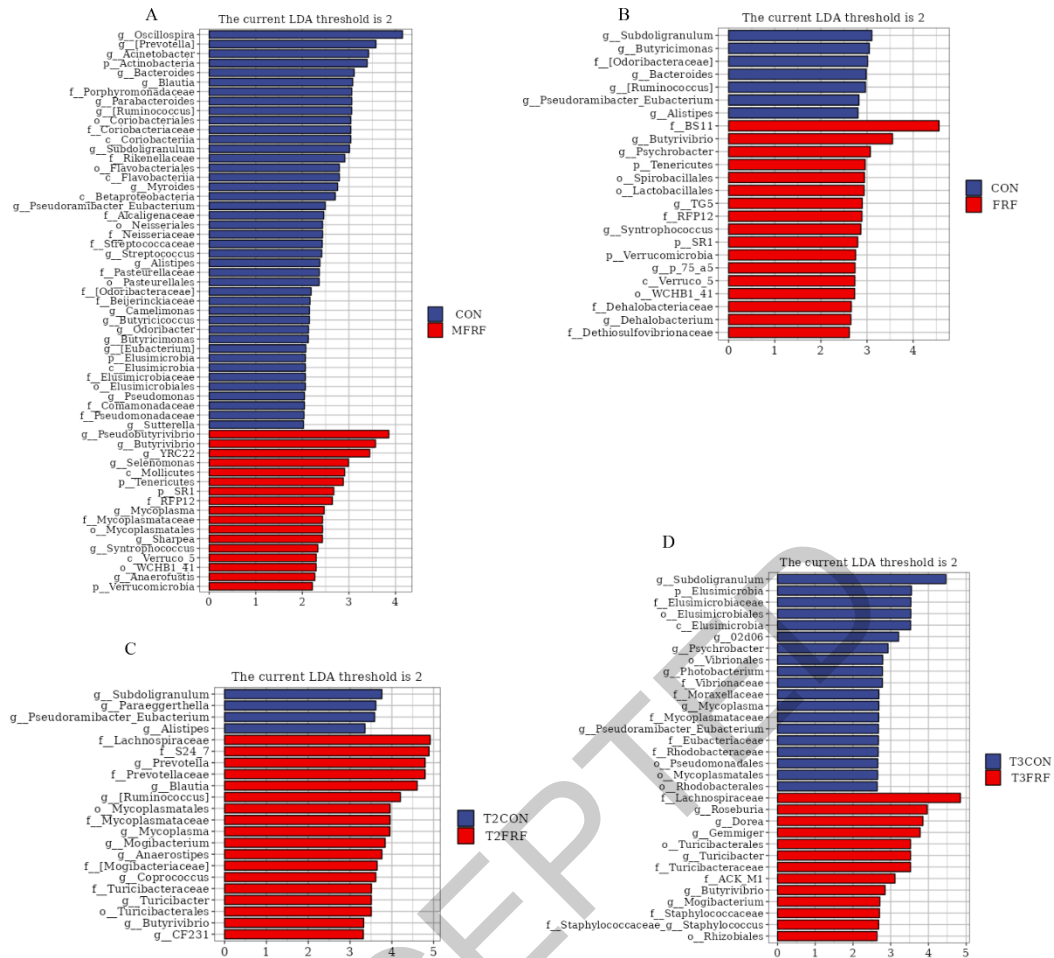 A
The current LDA threshold is 2
g__Oscillospira
g__[Prevotella]
g__Acinetobacter
p__Actinobacteria
g__Bacteroides
g__Blautia
f__Porphyromonadaceae
g__Parabacteroides
g__[Ruminococcus]
o__Coriobacteriales
f__Coriobacteriaceae
c__Coriobacteriia
g__Subdoligranulum
f__Rikenellaceae
o__Flavobacteriales
c__Flavobacteriia
g__Myroides
c__Betaproteobacteria
g__Pseudoramibacter_Eubacterium
f__Alcaligenaceae
o__Neisseriales
f__Neisseriaceae
f__Streptococcaceae
g__Streptococcus
g__Alistipes
f__Pasteurellaceae
o__Pasteurellales
f__[Odoribacteraceae]
f__Beijerinckiaceae
g__Camelimonas
g__Butyricicoccus
g__Odoribacter
g__Butyricimonas
g__[Eubacterium]
p__Elusimicrobia
c__Elusimicrobia
f__Elusimicrobiaceae
o__Elusimicrobiales
g__Pseudomonas
f__Comamonadaceae
f__Pseudomonadaceae
g__Sutterella
g__Pseudobutyrivibrio
g__Butyrivibrio
g__YRC22
g__Selenomonas
c__Mollicutes
p__Tenericutes
p__SR1
f__RFP12
g__Mycoplasma
f__Mycoplasmataceae
o__Mycoplasmatales
g__Sharpea
g__Syntrophococcus
c__Verruco_5
o__WCHB1_41
g__Anaerofustis
p__Verrucomicrobia
0 1 2 3 4
CON
MFRF
B
The current LDA threshold is 2
g__Subdoligranulum
g__Butyricimonas
f__[Odoribacteraceae]
g__Bacteroides
g__[Ruminococcus]
g__Pseudoramibacter_Eubacterium
g__Alistipes
f__BS11
g__Butyrivibrio
g__Psychrobacter
p__Tenericutes
o__Spirobacillales
o__Lactobacillales
g__TG5
f__RFP12
g__Syntrophococcus
p__SR1
p__Verrucomicrobia
g__p_75_a5
c__Verruco_5
o__WCHB1_41
f__Dehalobacteriaceae
g__Dehalobacterium
f__Dethiosulfovibrionaceae
0 1 2 3 4
CON
FRF
C
The current LDA threshold is 2
g__Subdoligranulum
g__Paraeggerthella
g__Pseudoramibacter_Eubacterium
g__Alistipes
f__Lachnospiraceae
f__S24_7
g__Prevotella
f__Prevotellaceae
g__Blautia
g__[Ruminococcus]
o__Mycoplasmatales
f__Mycoplasmataceae
g__Mycoplasma
g__Mogibacterium
g__Anaerostipes
f__[Mogibacteriaceae]
g__Coprococcus
f__Turicibacteraceae
g__Turicibacter
o__Turicibacterales
g__Butyrivibrio
g__CF231
0 1 2 3 4 5
T2CON
T2FRF
D
The current LDA threshold is 2
g__Subdoligranulum
p__Elusimicrobia
f__Elusimicrobiaceae
o__Elusimicrobiales
c__Elusimicrobia
g__02d06
g__Psychrobacter
o__Vibrionales
g__Photobacterium
f__Vibrionaceae
f__Moraxellaceae
g__Mycoplasma
f__Mycoplasmataceae
g__Pseudoramibacter_Eubacterium
f__Eubacteriaceae
f__Rhodobacteraceae
o__Pseudomonadales
o__Mycoplasmatales
o__Rhodobacterales
f__Lachnospiraceae
g__Roseburia
g__Dorea
g__Gemmiger
o__Turicibacterales
g__Turicibacter
f__Turicibacteraceae
f__ACK_M1
g__Butyrivibrio
g__Mogibacterium
f__Staphylococcaceae
f__Staphylococcaceae_g__Staphylococcus
o__Rhizobiales
0 1 2 3 4 5
T3CON
T3FRF
CEPTED